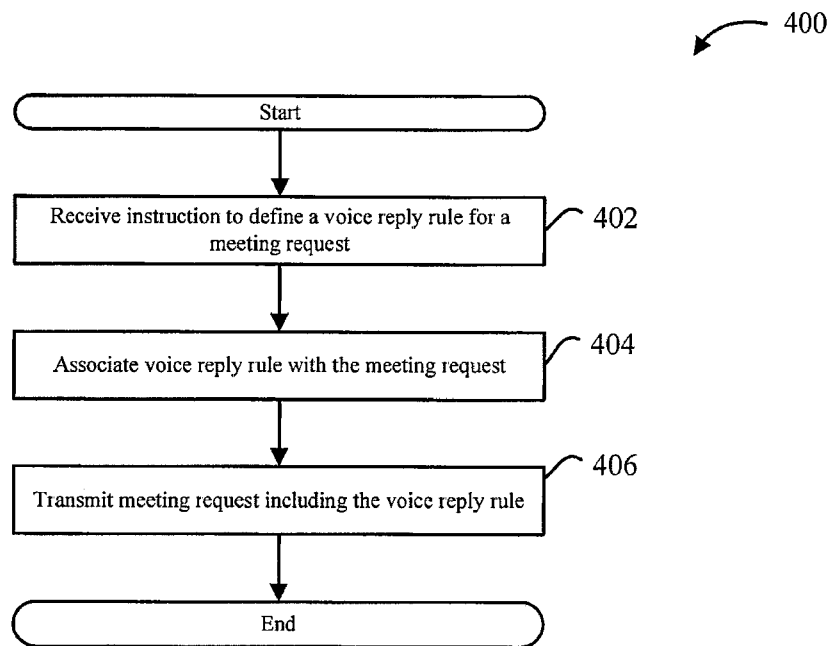 400
Start
Receive instruction to define a voice reply rule for a
meeting request
402
Associate voice reply rule with the meeting request
404
406
Transmit meeting request including the voice reply rule
End